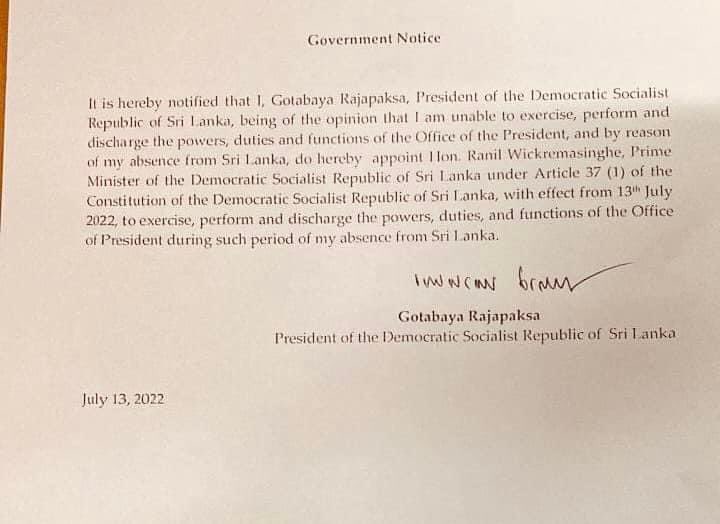 Government Notice
It is hereby notified that I, Gotabaya Rajapaksa, President of the Democratic Socialist
Republic of Sri Lanka, being of the opinion that I am unable to exercise, perform and
discharge the powers, duties and functions of the Office of the President, and by reason
of my absence from Sri Lanka, do hereby appoint Hon. Ranil Wickremasinghe, Prime
Minister of the Democratic Socialist Republic of Sri Lanka under Article 37 (1) of the
Constitution of the Democratic Socialist Republic of Sri Lanka, with effect from 13th July
2022, to exercise, perform and discharge the powers, duties, and functions of the Office
of President during such period of my absence from Sri Lanka.
Gotabaya Rajapaksa
President of the Democratic Socialist Republic of Sri Lanka
July 13, 2022